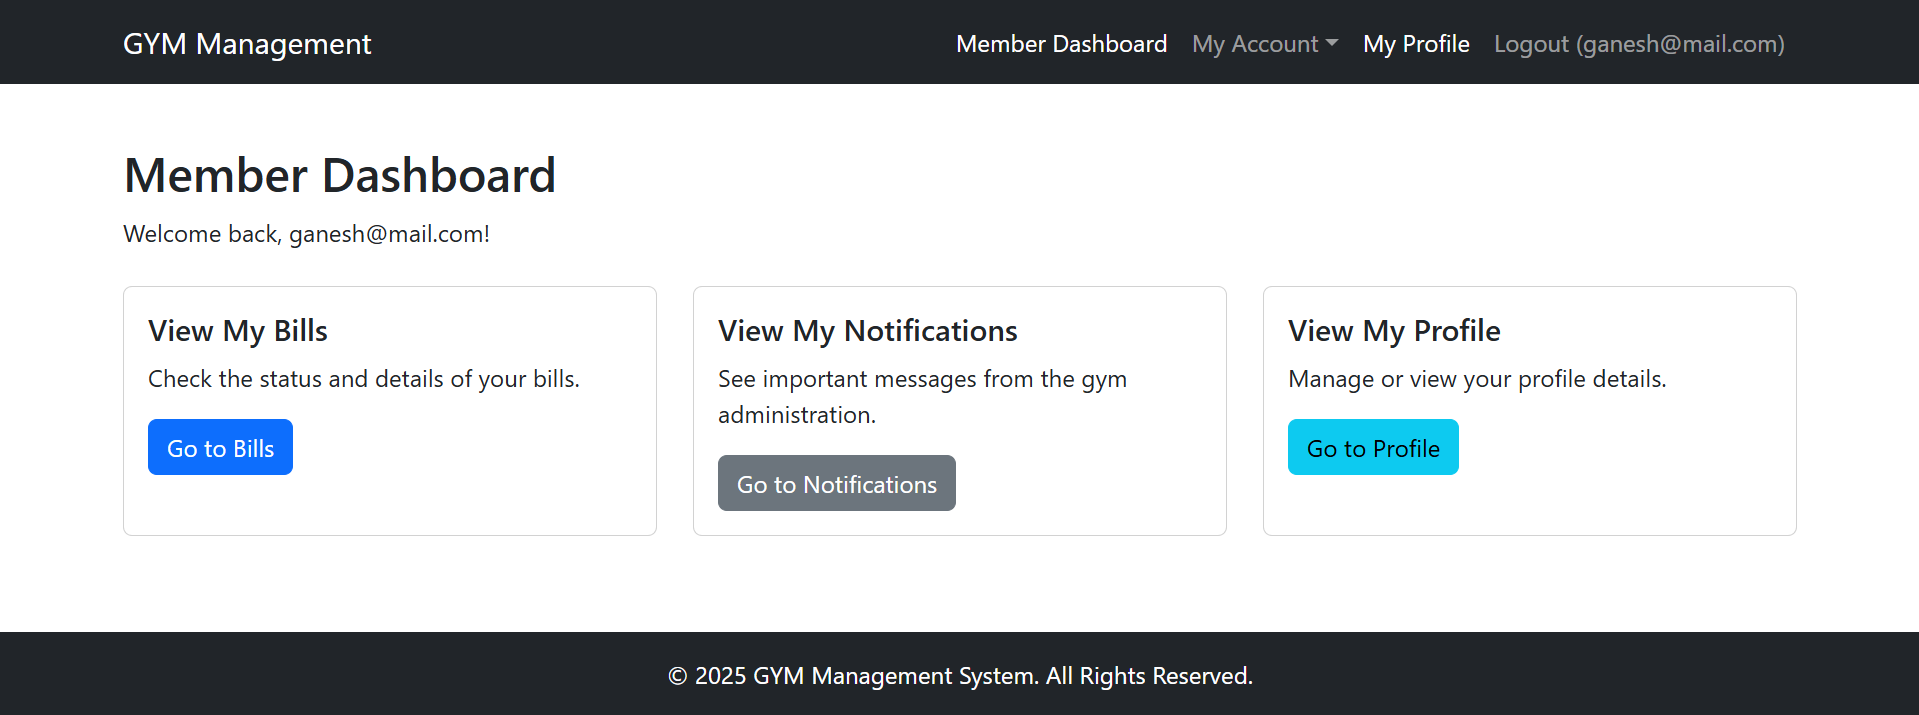 GYM Management
Member Dashboard
My Account
My Profile
Logout (ganesh@mail.com)
Member Dashboard
Welcome back, ganesh@mail.com!
View My Bills
Check the status and details of your bills.
Go to Bills
View My Notifications
See important messages from the gym
administration.
Go to Notifications
View My Profile
Manage or view your profile details.
Go to Profile
© 2025 GYM Management System. All Rights Reserved.